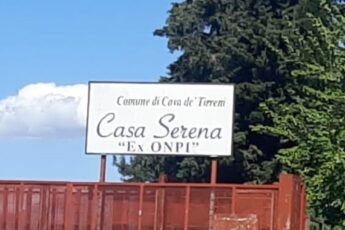 Comune di Cava de' Tirreni
Casa Serena
"Ex ONPI"